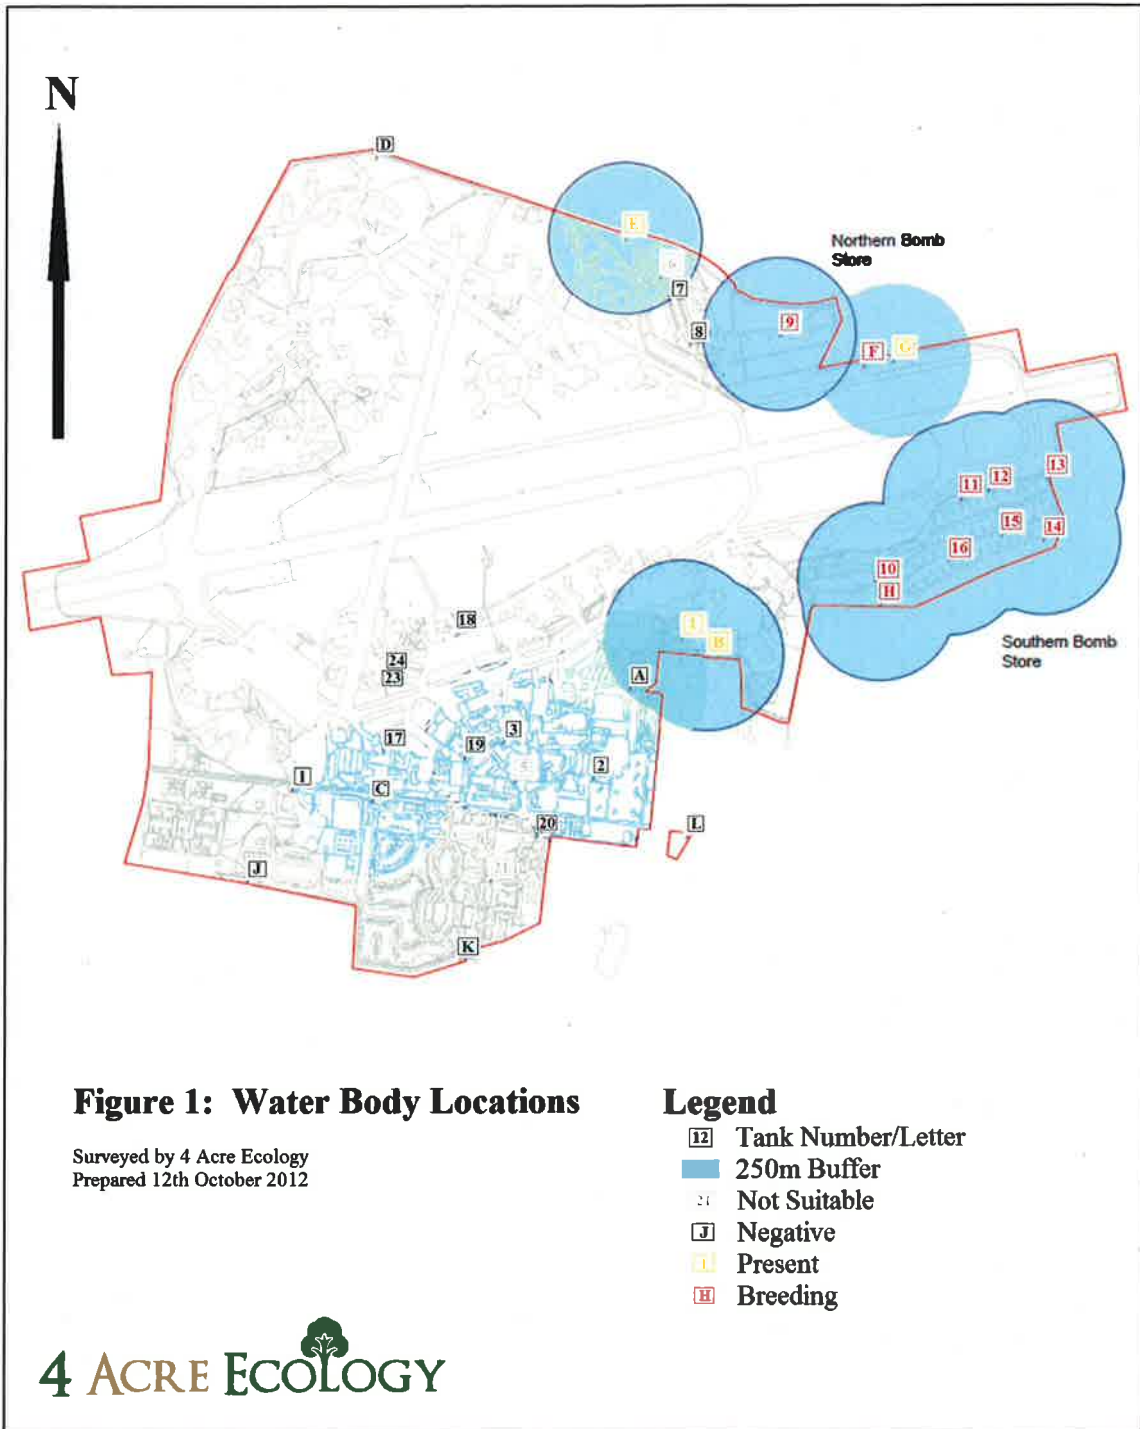 N
D
E
Northern Bomb
Store
6
7
8
9
F
G
13
12
11
15
14
16
10
H
18
I
B
Southern Bomb
Store
24
23
A
17
3
19
2
1
C
20
L
J
K
Figure 1: Water Body Locations
Surveyed by 4 Acre Ecology
Prepared 12th October 2012
Legend
12 Tank Number/Letter
250m Buffer
Not Suitable
J Negative
I Present
H Breeding
4 ACRE ECOLOGY